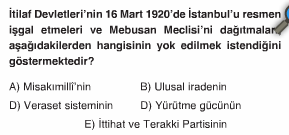 İtilaf Devletleri'nin 16 Mart 1920'de İstanbul'u resmen
işgal etmeleri ve Mebusan Meclisi'ni dağıtmaları
aşağıdakilerden hangisinin yok edilmek istendiğini
göstermektedir?
A) Misakımillî'nin B) Ulusal iradenin
D) Veraset sisteminin D) Yürütme gücünün
E) İttihat ve Terakki Partisinin